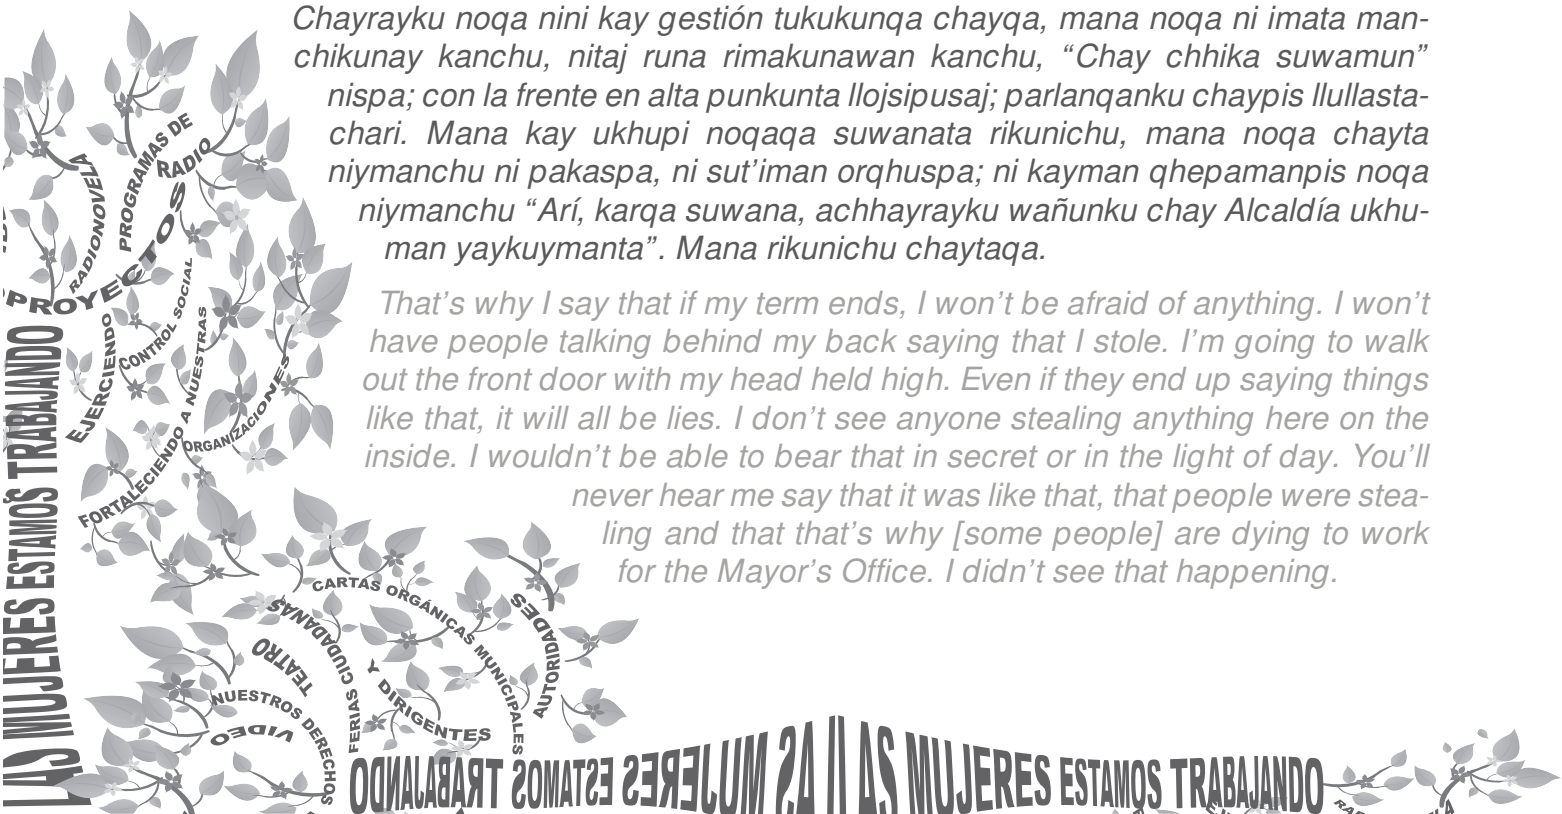 Chayrayku noqa nini kay gestión tukukunqa chayqa, mana noqa ni imata man-
chikunay kanchu, nitaj runa rimakunawan kanchu, “Chay chhika suwamun”
nispa; con la frente en alta punkunta llojsipusaj; parlanqanku chaypis llullasta-
chari. Mana kay ukhupi noqaqa suwanata rikunichu, mana noqa chayta
niymanchu ni pakaspa, ni sut’iman orqhuspa; ni kayman qhepamanpis noqa
niymanchu “Arí, karqa suwana, achhayrayku wañunku chay Alcaldía ukhu-
man yaykuymanta”. Mana rikunichu chaytaqa.
That’s why I say that if my term ends, I won’t be afraid of anything. I won’t
have people talking behind my back saying that I stole. I’m going to walk
out the front door with my head held high. Even if they end up saying things
like that, it will all be lies. I don’t see anyone stealing anything here on the
inside. I wouldn’t be able to bear that in secret or in the light of day. You’ll
never hear me say that it was like that, that people were stea-
ling and that that’s why [some people] are dying to work
for the Mayor’s Office. I didn’t see that happening.
PROGRAMAS DE
RADIO
RADIONOVELA
PROYECTOS
EJERCIENDO
CONTROL SOCIAL
FORTALECIENDO A NUESTRAS
ORGANIZACIONES
LAS MUJERES ESTAMOS TRABAJANDO
CARTAS ORGÁNICAS MUNICIPALES
AUTORIDADES
Y DIRIGENTES
FERIAS CIUDADANAS
TEATRO
NUESTROS DERECHOS
VIDEO
LAS MUJERES ESTAMOS TRABAJANDO
LAS MUJERES ESTAMOS TRABAJANDO